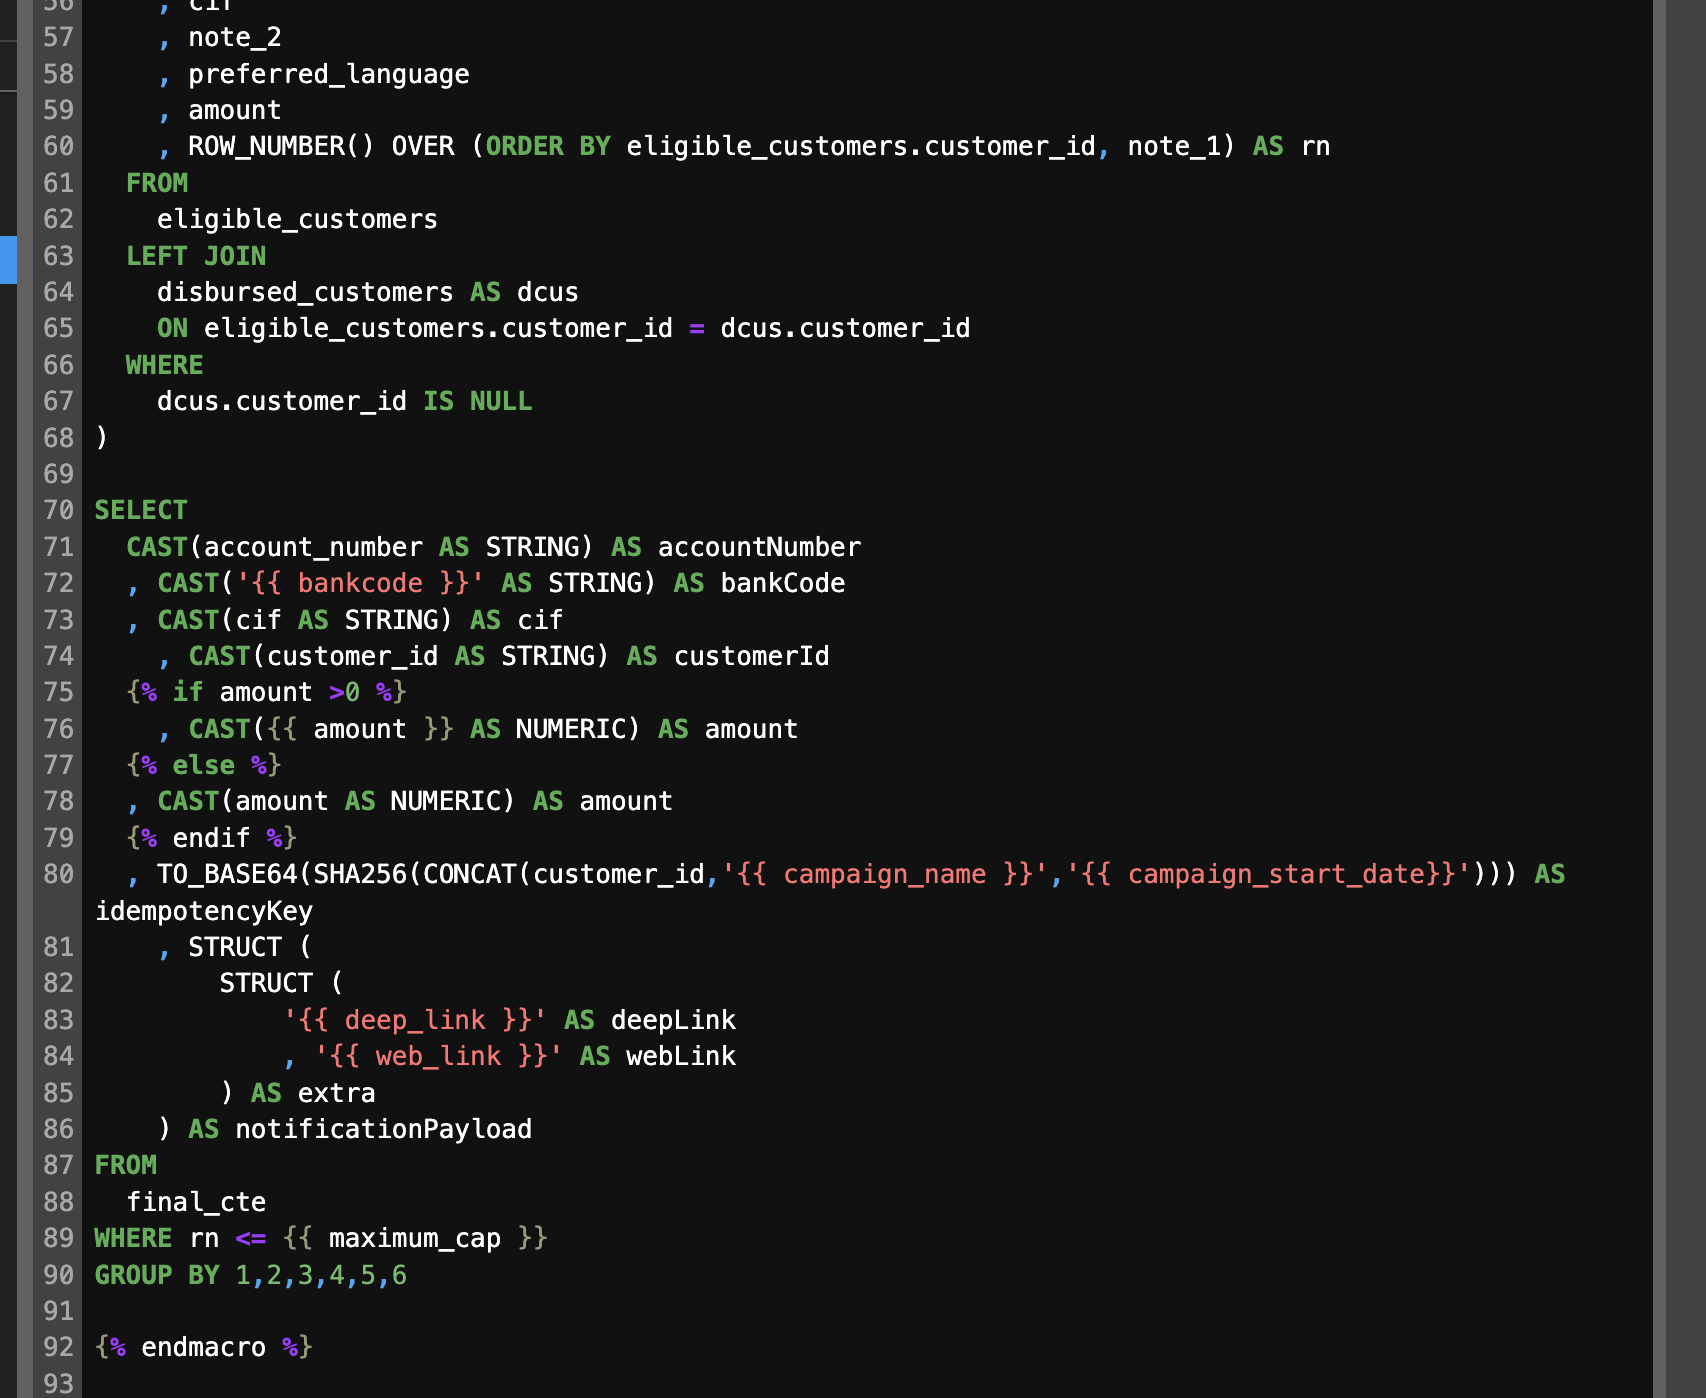 56     , cif
57     , note_2
58     , preferred_language
59     , amount
60     , ROW_NUMBER() OVER (ORDER BY eligible_customers.customer_id, note_1) AS rn
61   FROM
62     eligible_customers
63   LEFT JOIN
64     disbursed_customers AS dcus
65     ON eligible_customers.customer_id = dcus.customer_id
66   WHERE
67     dcus.customer_id IS NULL
68 )
69
70 SELECT
71   CAST(account_number AS STRING) AS accountNumber
72   , CAST('{{ bankcode }}' AS STRING) AS bankCode
73   , CAST(cif AS STRING) AS cif
74     , CAST(customer_id AS STRING) AS customerId
75   {% if amount >0 %}
76     , CAST({{ amount }} AS NUMERIC) AS amount
77   {% else %}
78   , CAST(amount AS NUMERIC) AS amount
79   {% endif %}
80   , TO_BASE64(SHA256(CONCAT(customer_id,'{{ campaign_name }}','{{ campaign_start_date}}'))) AS
idempotencyKey
81     , STRUCT (
82         STRUCT (
83             '{{ deep_link }}' AS deepLink
84             , '{{ web_link }}' AS webLink
85         ) AS extra
86     ) AS notificationPayload
87 FROM
88   final_cte
89 WHERE rn <= {{ maximum_cap }}
90 GROUP BY 1,2,3,4,5,6
91
92 {% endmacro %}
93